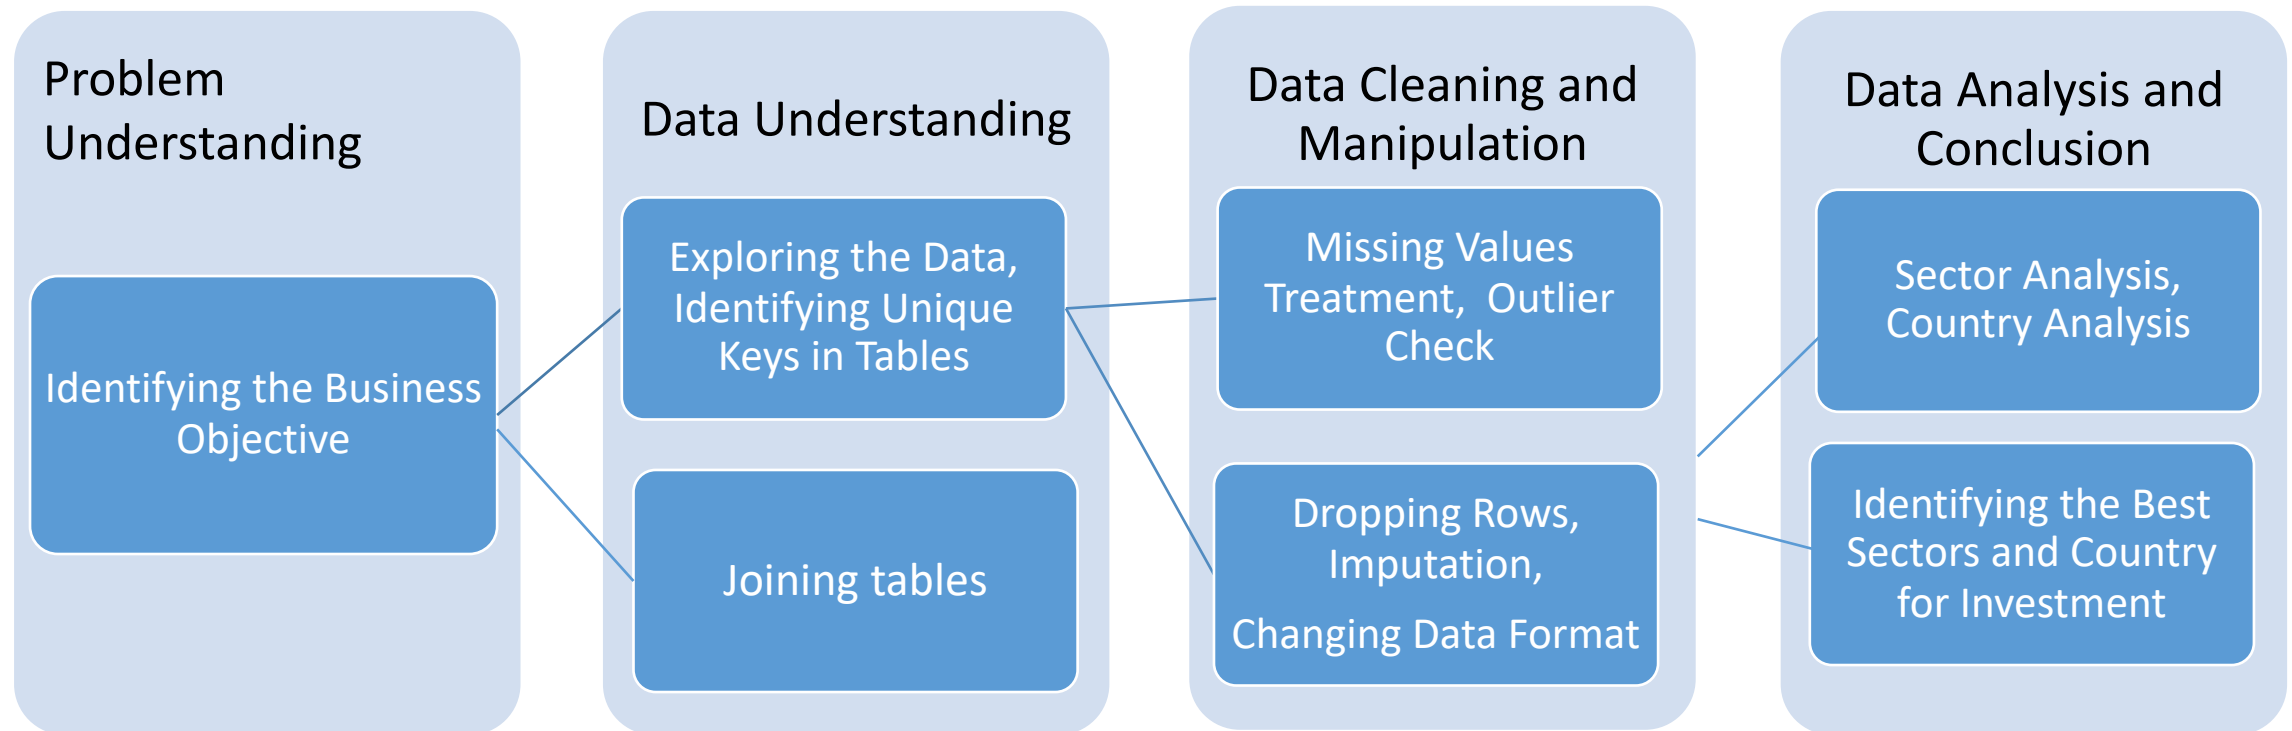 Problem
Understanding
Identifying the Business
Objective
Data Understanding
Exploring the Data,
Identifying Unique
Keys in Tables
Joining tables
Data Cleaning and
Manipulation
Missing Values
Treatment,  Outlier
Check
Dropping Rows,
Imputation,
Changing Data Format
Data Analysis and
Conclusion
Sector Analysis,
Country Analysis
Identifying the Best
Sectors and Country
for Investment